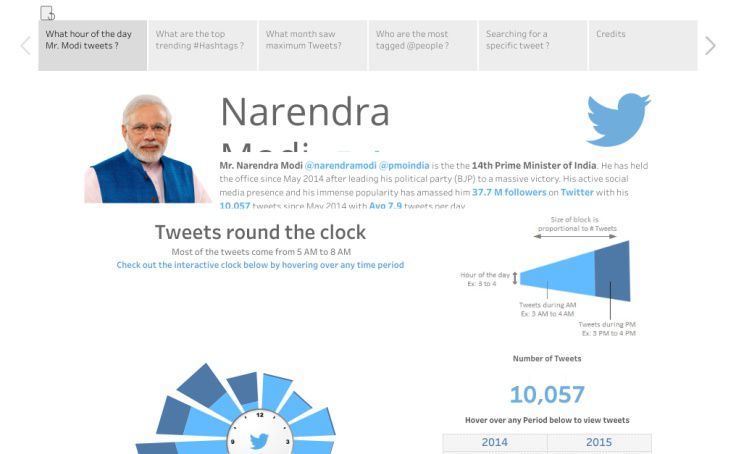 What hour of the day
Mr. Modi tweets ?
What are the top
trending #Hashtags ?
What month saw
maximum Tweets?
Who are the most
tagged @people ?
Searching for a
specific tweet ?
Credits
Narendra
Modi
Mr. Narendra Modi @narendramodi @pmoindia is the the 14th Prime Minister of India. He has held
the office since May 2014 after leading his political party (BJP) to a massive victory. His active social
media presence and his immense popularity has amassed him 37.7 M followers on Twitter with his
10,057 tweets since May 2014 with Avg 7.9 tweets per day
Tweets round the clock
Most of the tweets come from 5 AM to 8 AM
Check out the interactive clock below by hovering over any time period
Size of block is
proportional to # Tweets
Hour of the day
Ex: 3 to 4
Tweets during AM
Ex: 3 AM to 4 AM
Tweets during PM
Ex: 3 PM to 4 PM
Number of Tweets
10,057
Hover over any Period below to view tweets
12
9
3
2014
2015